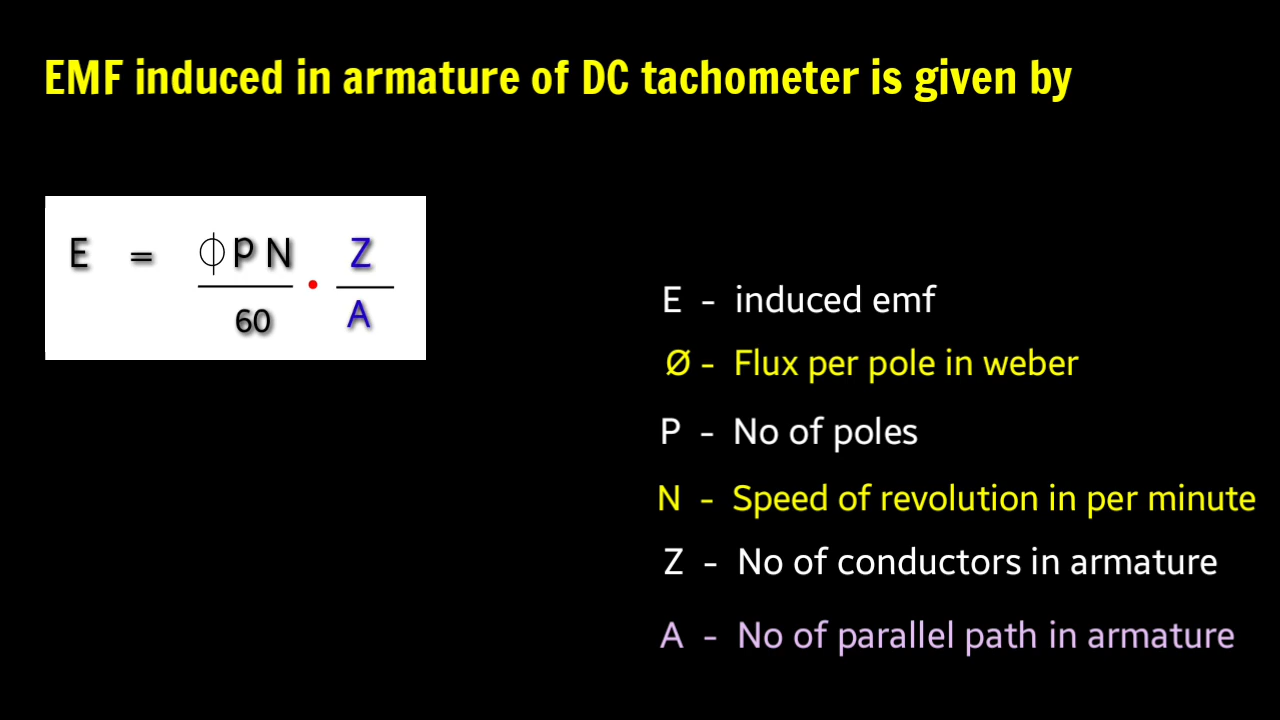 EMF induced in armature of DC tachometer is given by
E = ϕ P N / 60 . Z / A
E - induced emf
Ø - Flux per pole in weber
P - No of poles
N - Speed of revolution in per minute
Z - No of conductors in armature
A - No of parallel path in armature